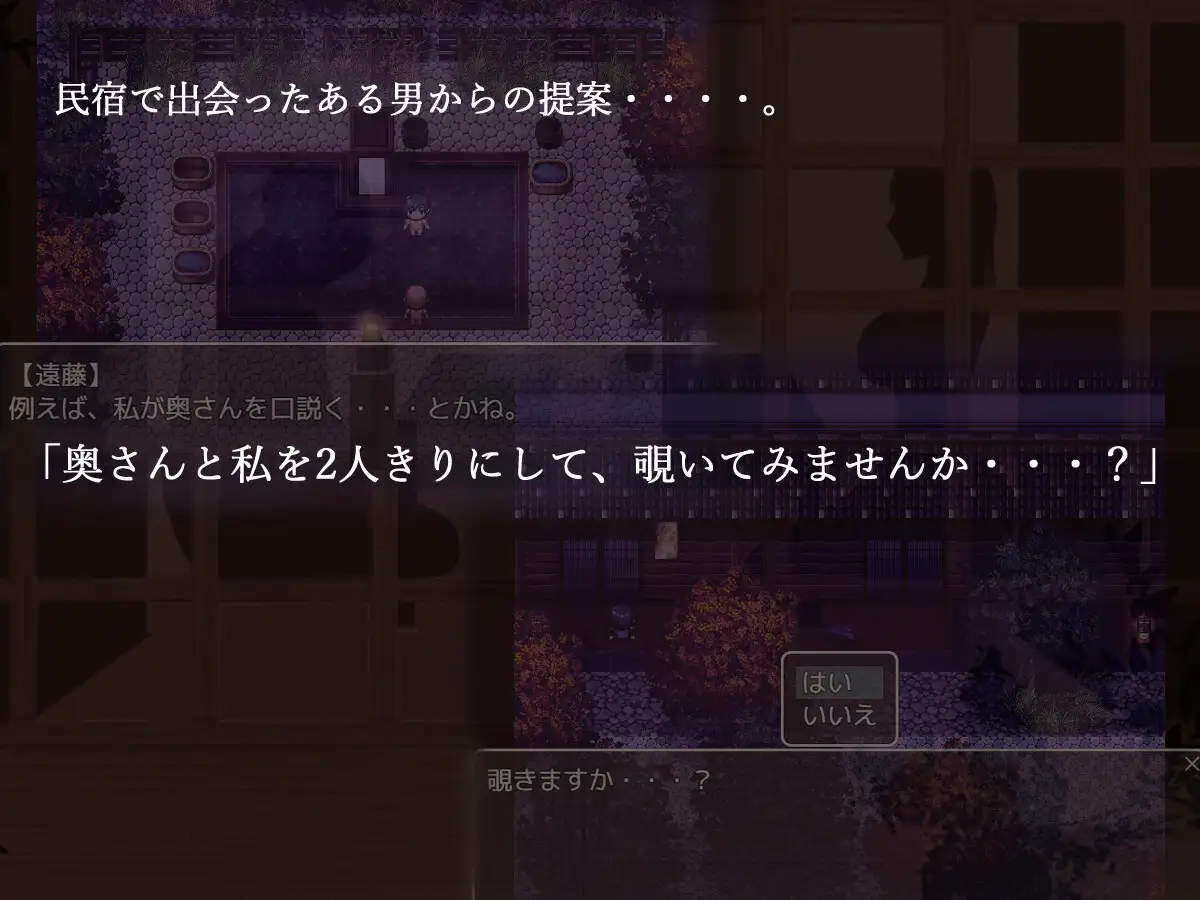 民宿で出会ったある男からの提案・・・・。
【遠藤】
例えば、私が奥さんを口説く・・・とかね。
「奥さんと私を2人きりにして、覗いてみませんか・・・？」
はい
いいえ
覗きますか・・・？